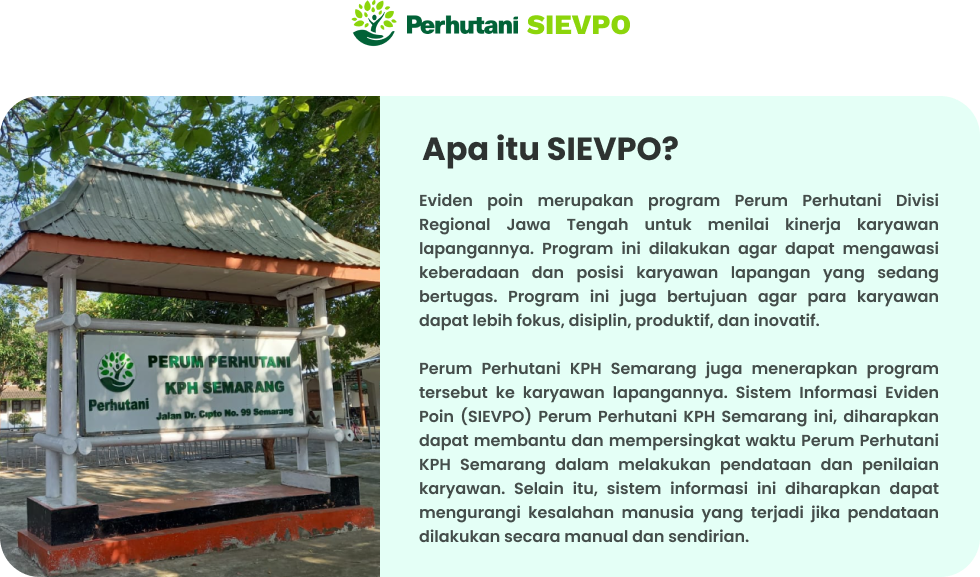 Perhutani SIEVPO
Apa itu SIEVPO?
Eviden poin merupakan program Perum Perhutani Divisi
Regional Jawa Tengah untuk menilai kinerja karyawan
lapangannya. Program ini dilakukan agar dapat mengawasi
keberadaan dan posisi karyawan lapangan yang sedang
bertugas. Program ini juga bertujuan agar para karyawan
dapat lebih fokus, disiplin, produktif, dan inovatif.
Perum Perhutani KPH Semarang juga menerapkan program
tersebut ke karyawan lapangannya. Sistem Informasi Eviden
Poin (SIEVPO) Perum Perhutani KPH Semarang ini, diharapkan
dapat membantu dan mempersingkat waktu Perum Perhutani
KPH Semarang dalam melakukan pendataan dan penilaian
karyawan. Selain itu, sistem informasi ini diharapkan dapat
mengurangi kesalahan manusia yang terjadi jika pendataan
dilakukan secara manual dan sendirian.
PERUM PERHUTANI
KPH SEMARANG
Perhutani
Jalan Dr. Cipto No. 99 Semarang